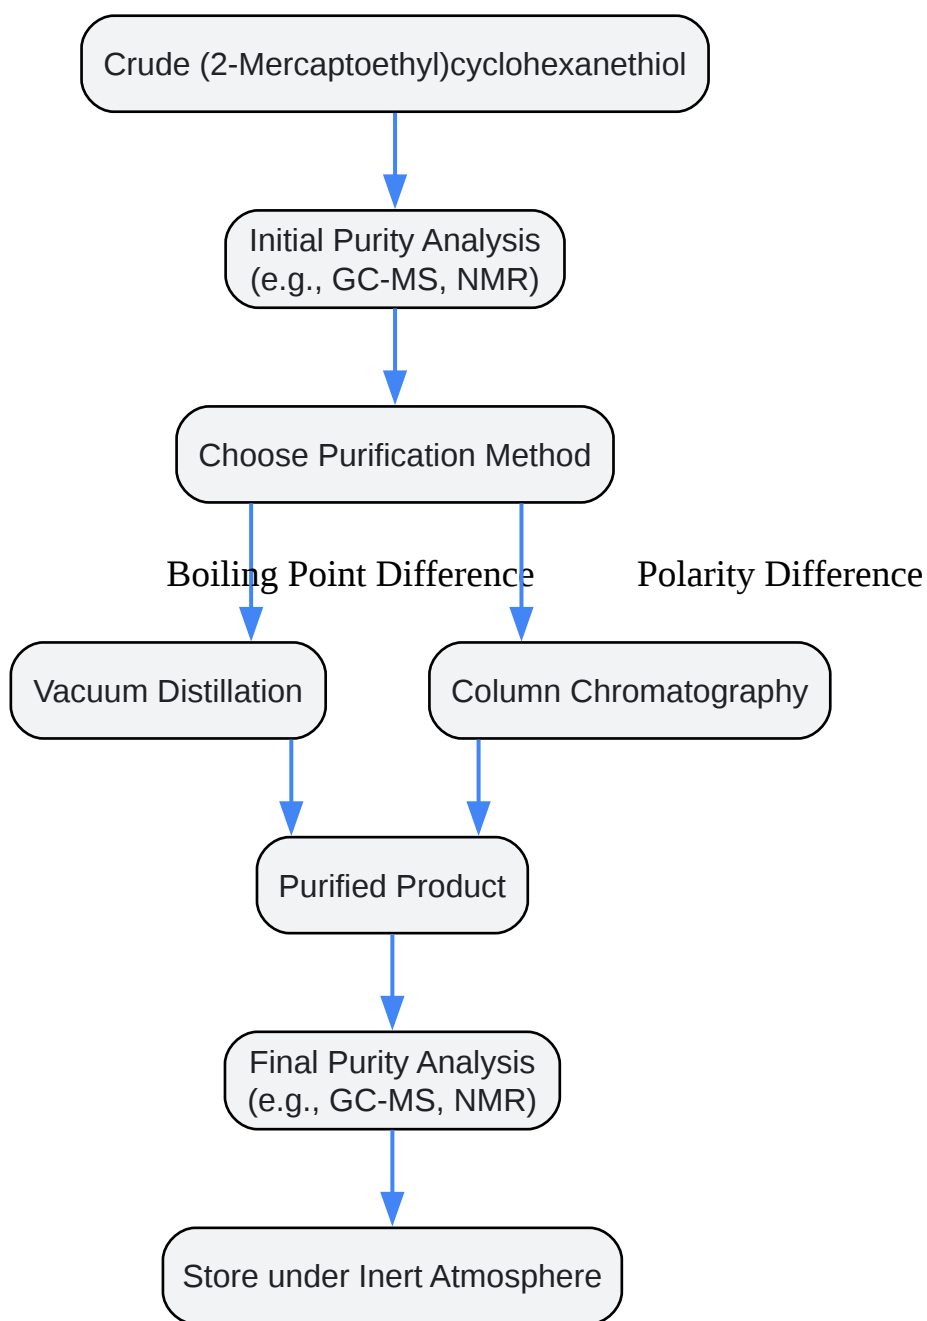 Crude (2-Mercaptoethyl)cyclohexanethiol
Initial Purity Analysis
(e.g., GC-MS, NMR)
Choose Purification Method
Boiling Point Difference
Polarity Difference
Vacuum Distillation
Column Chromatography
Purified Product
Final Purity Analysis
(e.g., GC-MS, NMR)
Store under Inert Atmosphere